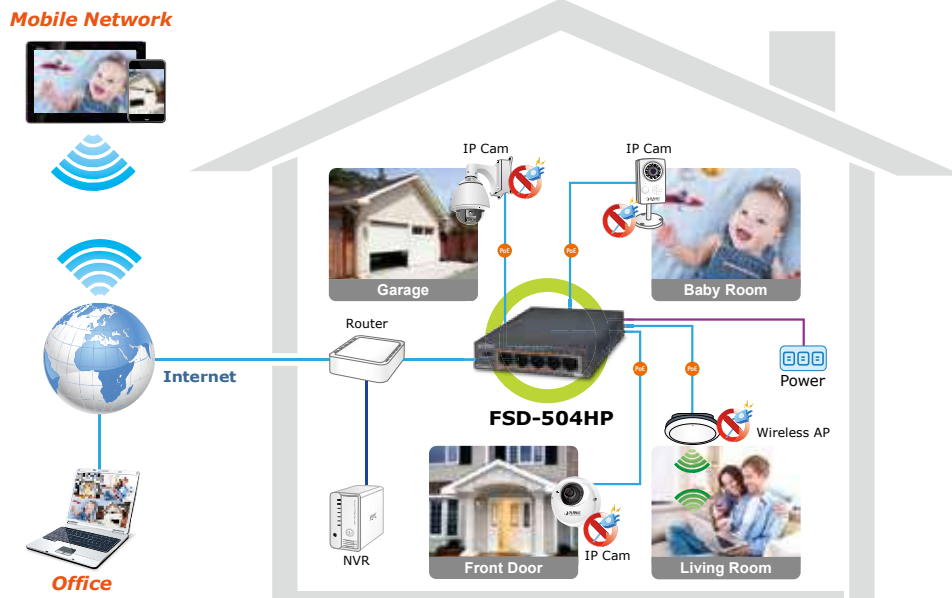 Mobile Network
IP Cam
IP Cam
Garage
Baby Room
PoE
PoE
Router
Internet
FSD-504HP
PoE
PoE
Power
Wireless AP
NVR
Front Door
IP Cam
Living Room
Office